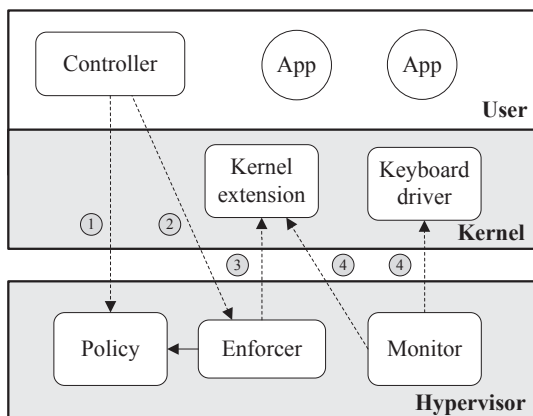 Controller
App
App
User
Kernel
extension
Keyboard
driver
1
2
Kernel
3
4
4
Policy
Enforcer
Monitor
Hypervisor